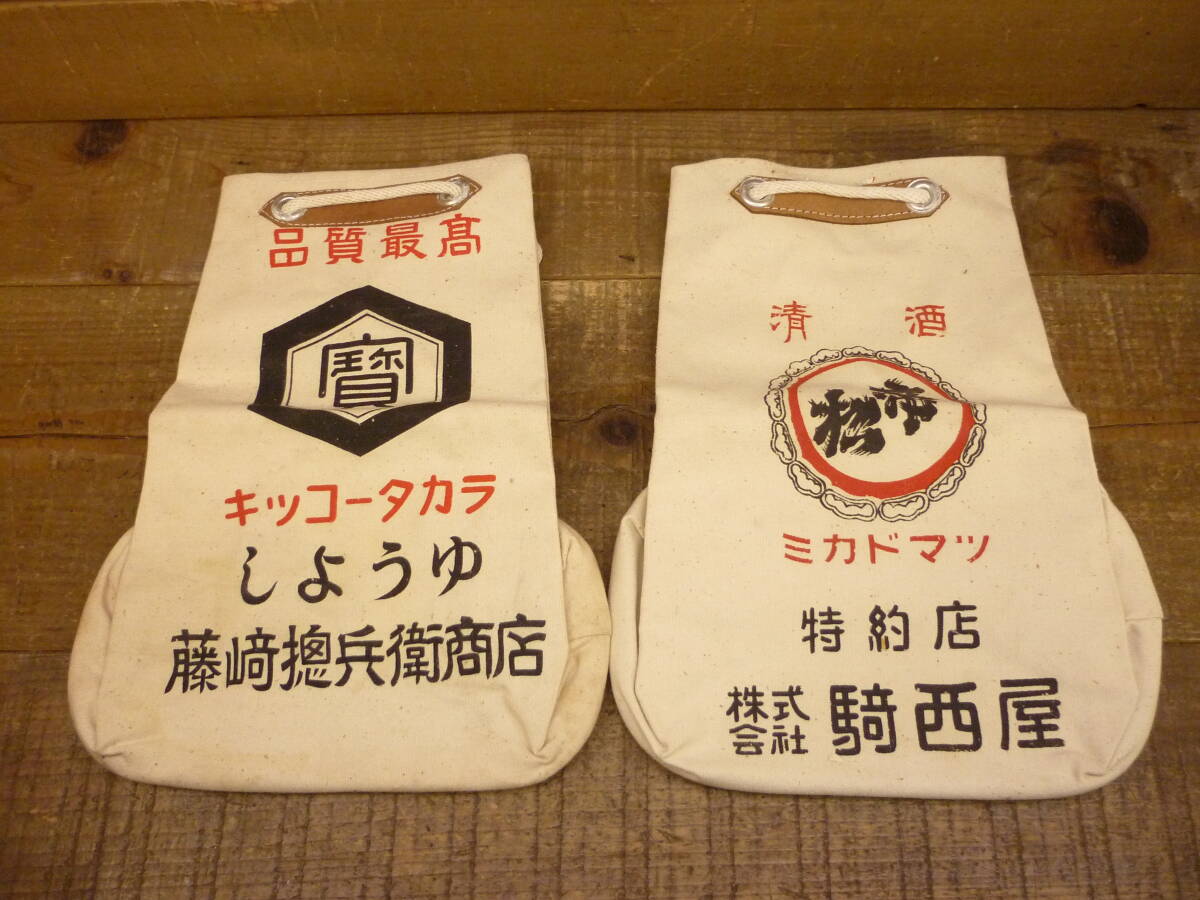 品質最髙
寳
キッコータカラ
しようゆ
藤﨑摠兵衛商店
清酒
帝松
ミカドマツ
特約店
株式会社 騎西屋